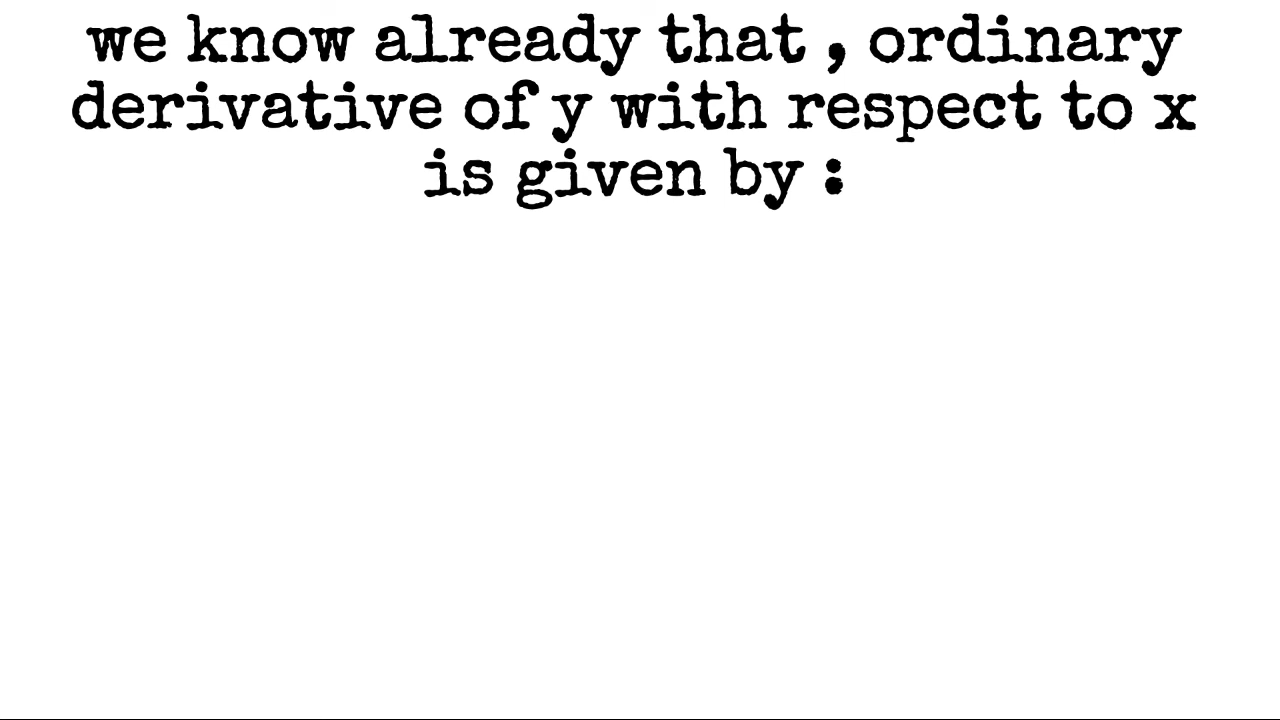 we know already that , ordinary
derivative of y with respect to x
is given by :